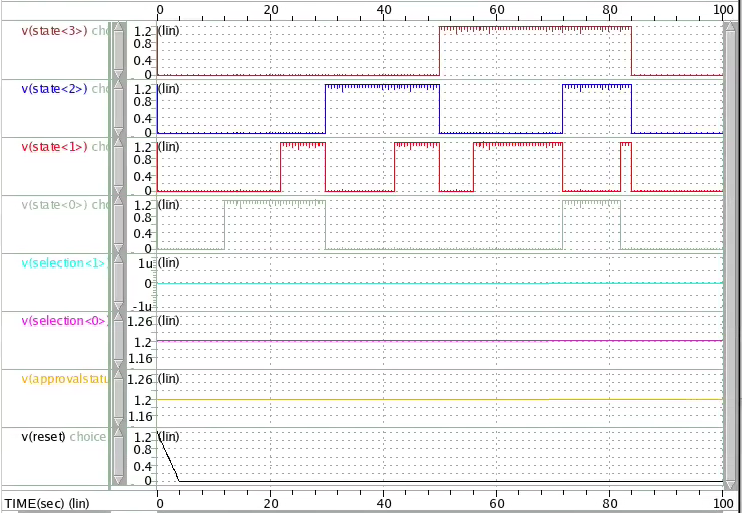 0 20 40 60 80 100
v(state<3>) cho 1.2 (lin)
0.8
0.4
0
v(state<2>) cho 1.2 (lin)
0.8
0.4
0
v(state<1>) cho 1.2 (lin)
0.8
0.4
0
v(state<0>) cho 1.2 (lin)
0.8
0.4
0
v(selection<1> 1u (lin)
0
-1u
v(selection<0> 1.26 (lin)
1.2
1.16
v(approvalstatu 1.26 (lin)
1.2
1.16
v(reset) choice 1.2 (lin)
0.8
0.4
0
TIME(sec) (lin) 0 20 40 60 80 100